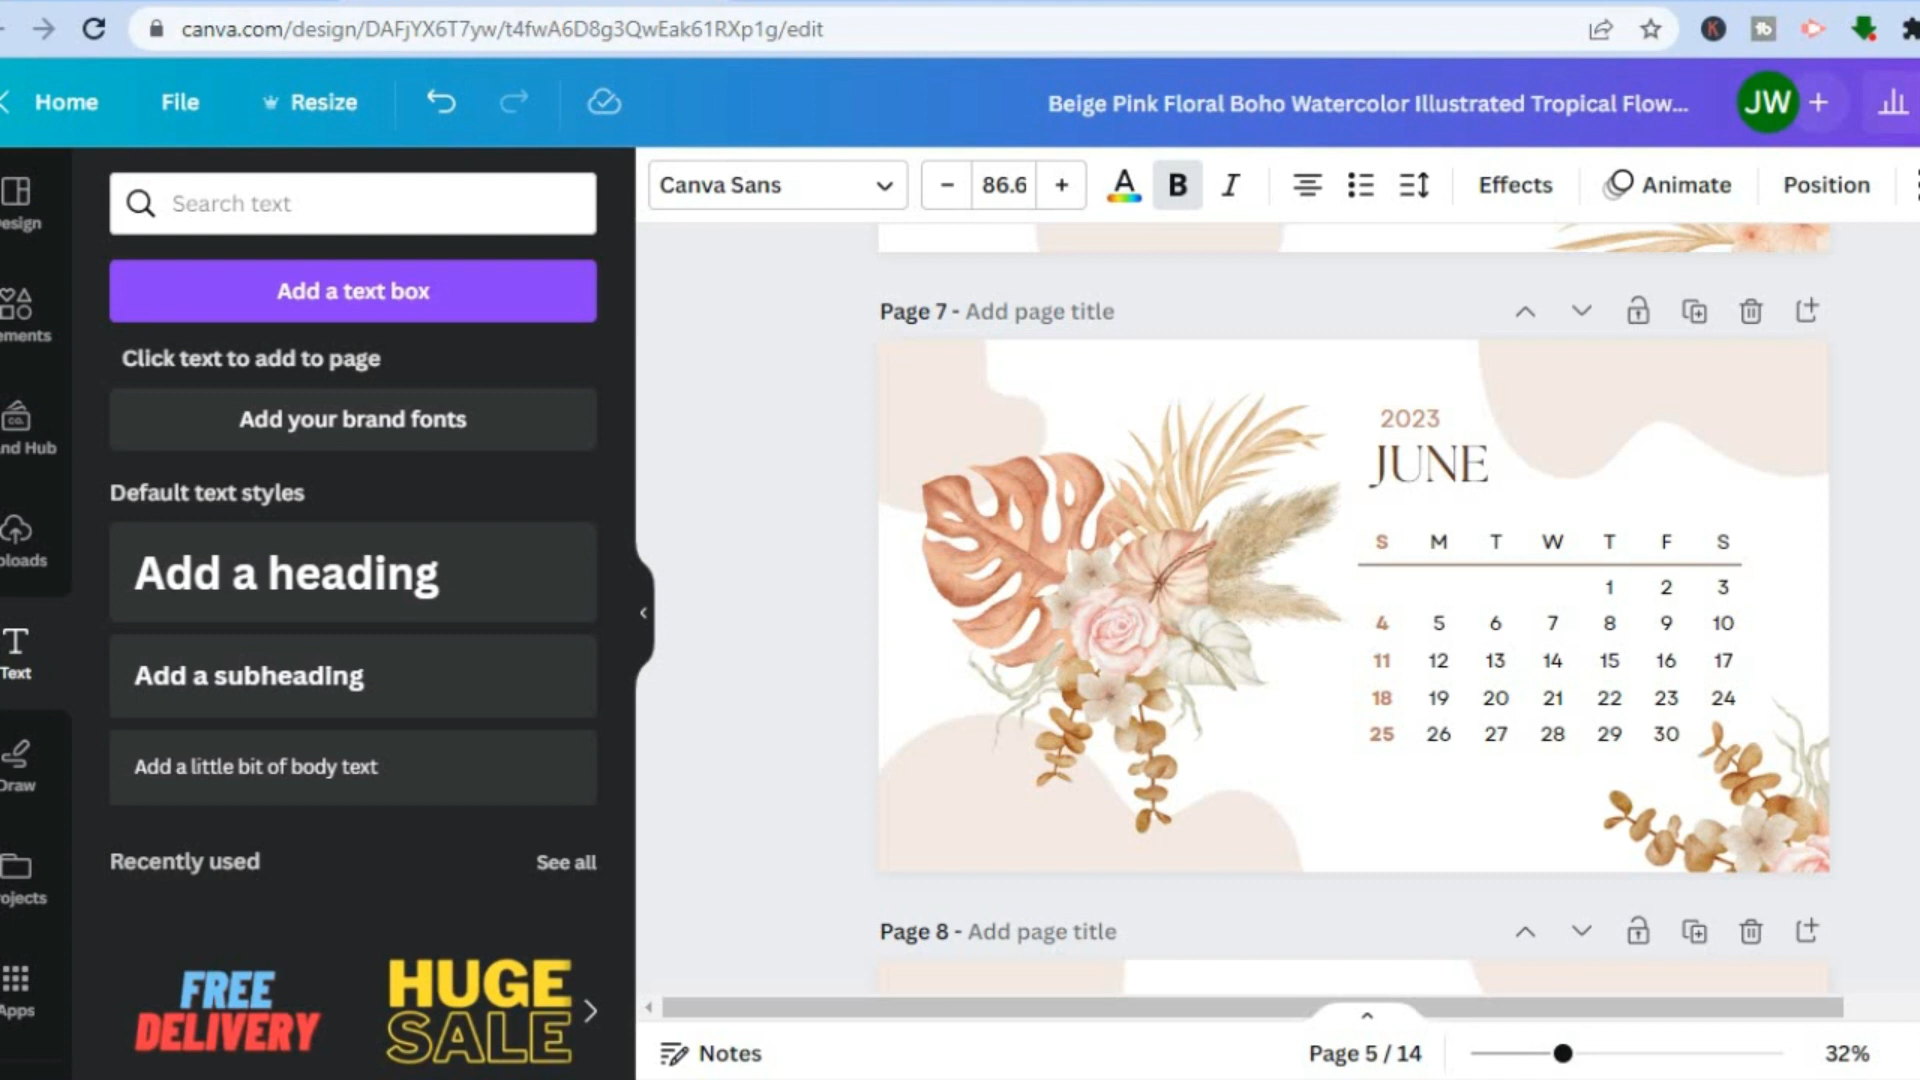 canva.com/design/DAFjYX6T7yw/t4fwA6D8g3QwEak61RXp1g/edit
Home File Resize
Beige Pink Floral Boho Watercolor Illustrated Tropical Flow...
JW
esign
ements
nd Hub
ploads
Text
Draw
ojects
Apps
Search text
Add a text box
Click text to add to page
Add your brand fonts
Default text styles
Add a heading
Add a subheading
Add a little bit of body text
Recently used See all
FREE
DELIVERY
HUGE
SALE
Canva Sans - 86.6 + A B I Effects Animate Position
Page 7 - Add page title
2023
JUNE
S M T W T F S
1 2 3
4 5 6 7 8 9 10
11 12 13 14 15 16 17
18 19 20 21 22 23 24
25 26 27 28 29 30
Page 8 - Add page title
Notes
Page 5 / 14
32%